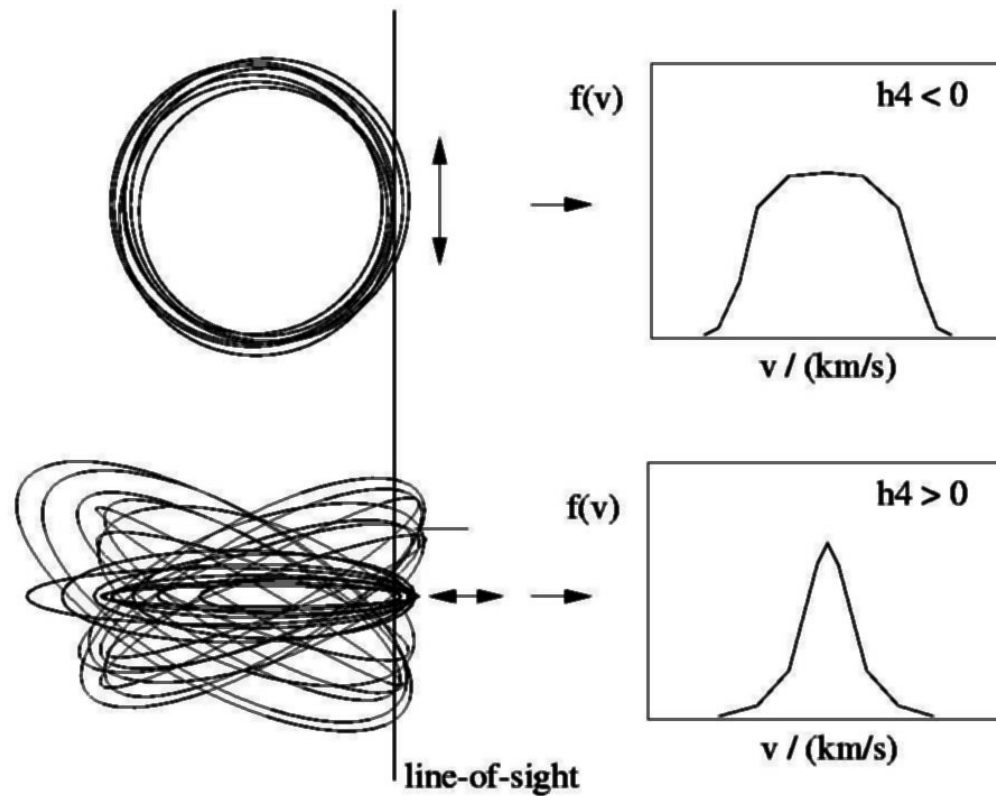 f(v)
h4 < 0
v / (km/s)
f(v)
h4 > 0
v / (km/s)
line-of-sight